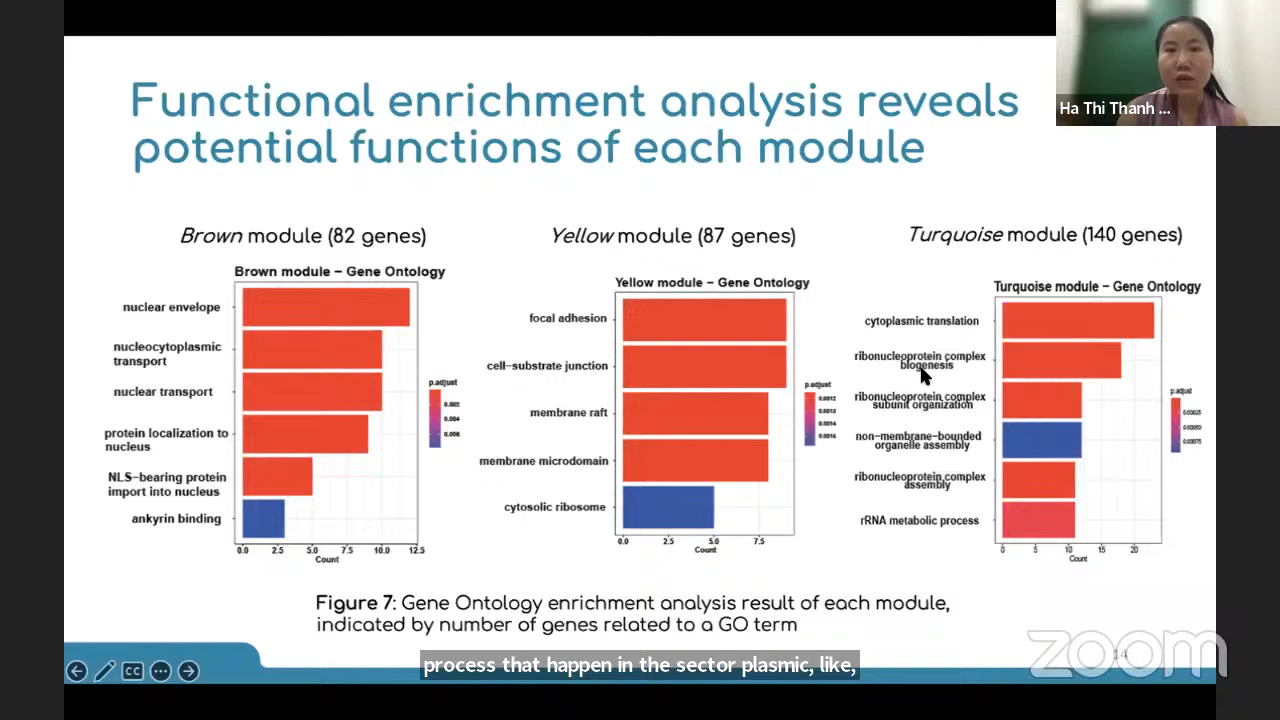 Functional enrichment analysis reveals
potential functions of each module
Ha Thi Thanh ...
Brown module (82 genes)
Brown module – Gene Ontology
nuclear envelope
nucleocytoplasmic
transport
nuclear transport
protein localization to
nucleus
NLS−bearing protein
import into nucleus
ankyrin binding
0.0 2.5 5.0 7.5 10.0 12.5
Count
p.adjust
0.002
0.004
0.006
Yellow module (87 genes)
Yellow module – Gene Ontology
focal adhesion
cell−substrate junction
membrane raft
membrane microdomain
cytosolic ribosome
0.0 2.5 5.0 7.5
Count
p.adjust
0.0012
0.0013
0.0014
0.0016
Turquoise module (140 genes)
Turquoise module – Gene Ontology
cytoplasmic translation
ribonucleoprotein complex
biogenesis
ribonucleoprotein complex
subunit organization
non−membrane−bounded
organelle assembly
ribonucleoprotein complex
assembly
rRNA metabolic process
0 5 10 15 20
Count
p.adjust
0.00025
0.00050
0.00075
Figure 7: Gene Ontology enrichment analysis result of each module,
indicated by number of genes related to a GO term
CC
process that happen in the sector plasmic, like,
14
zoom